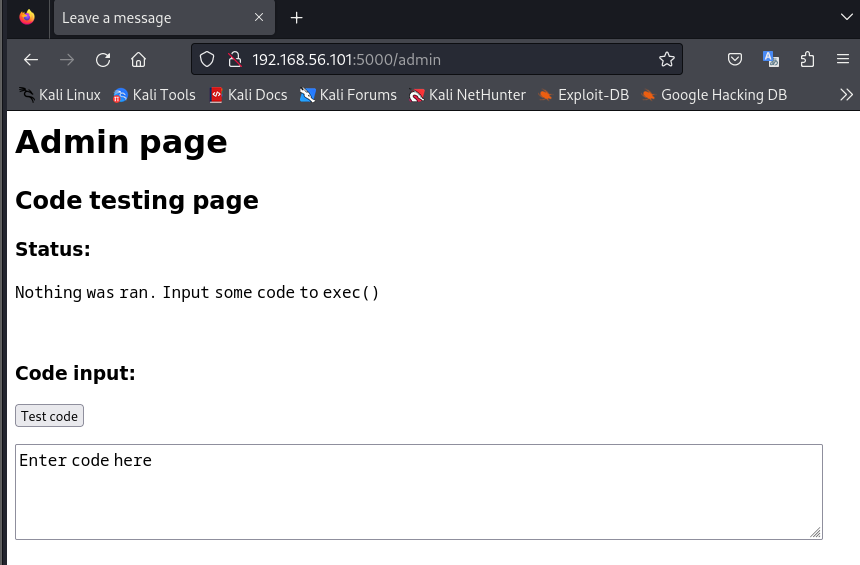 Leave a message
192.168.56.101:5000/admin
Kali Linux Kali Tools Kali Docs Kali Forums Kali NetHunter Exploit-DB Google Hacking DB
Admin page
Code testing page
Status:
Nothing was ran. Input some code to exec()
Code input:
Test code
Enter code here